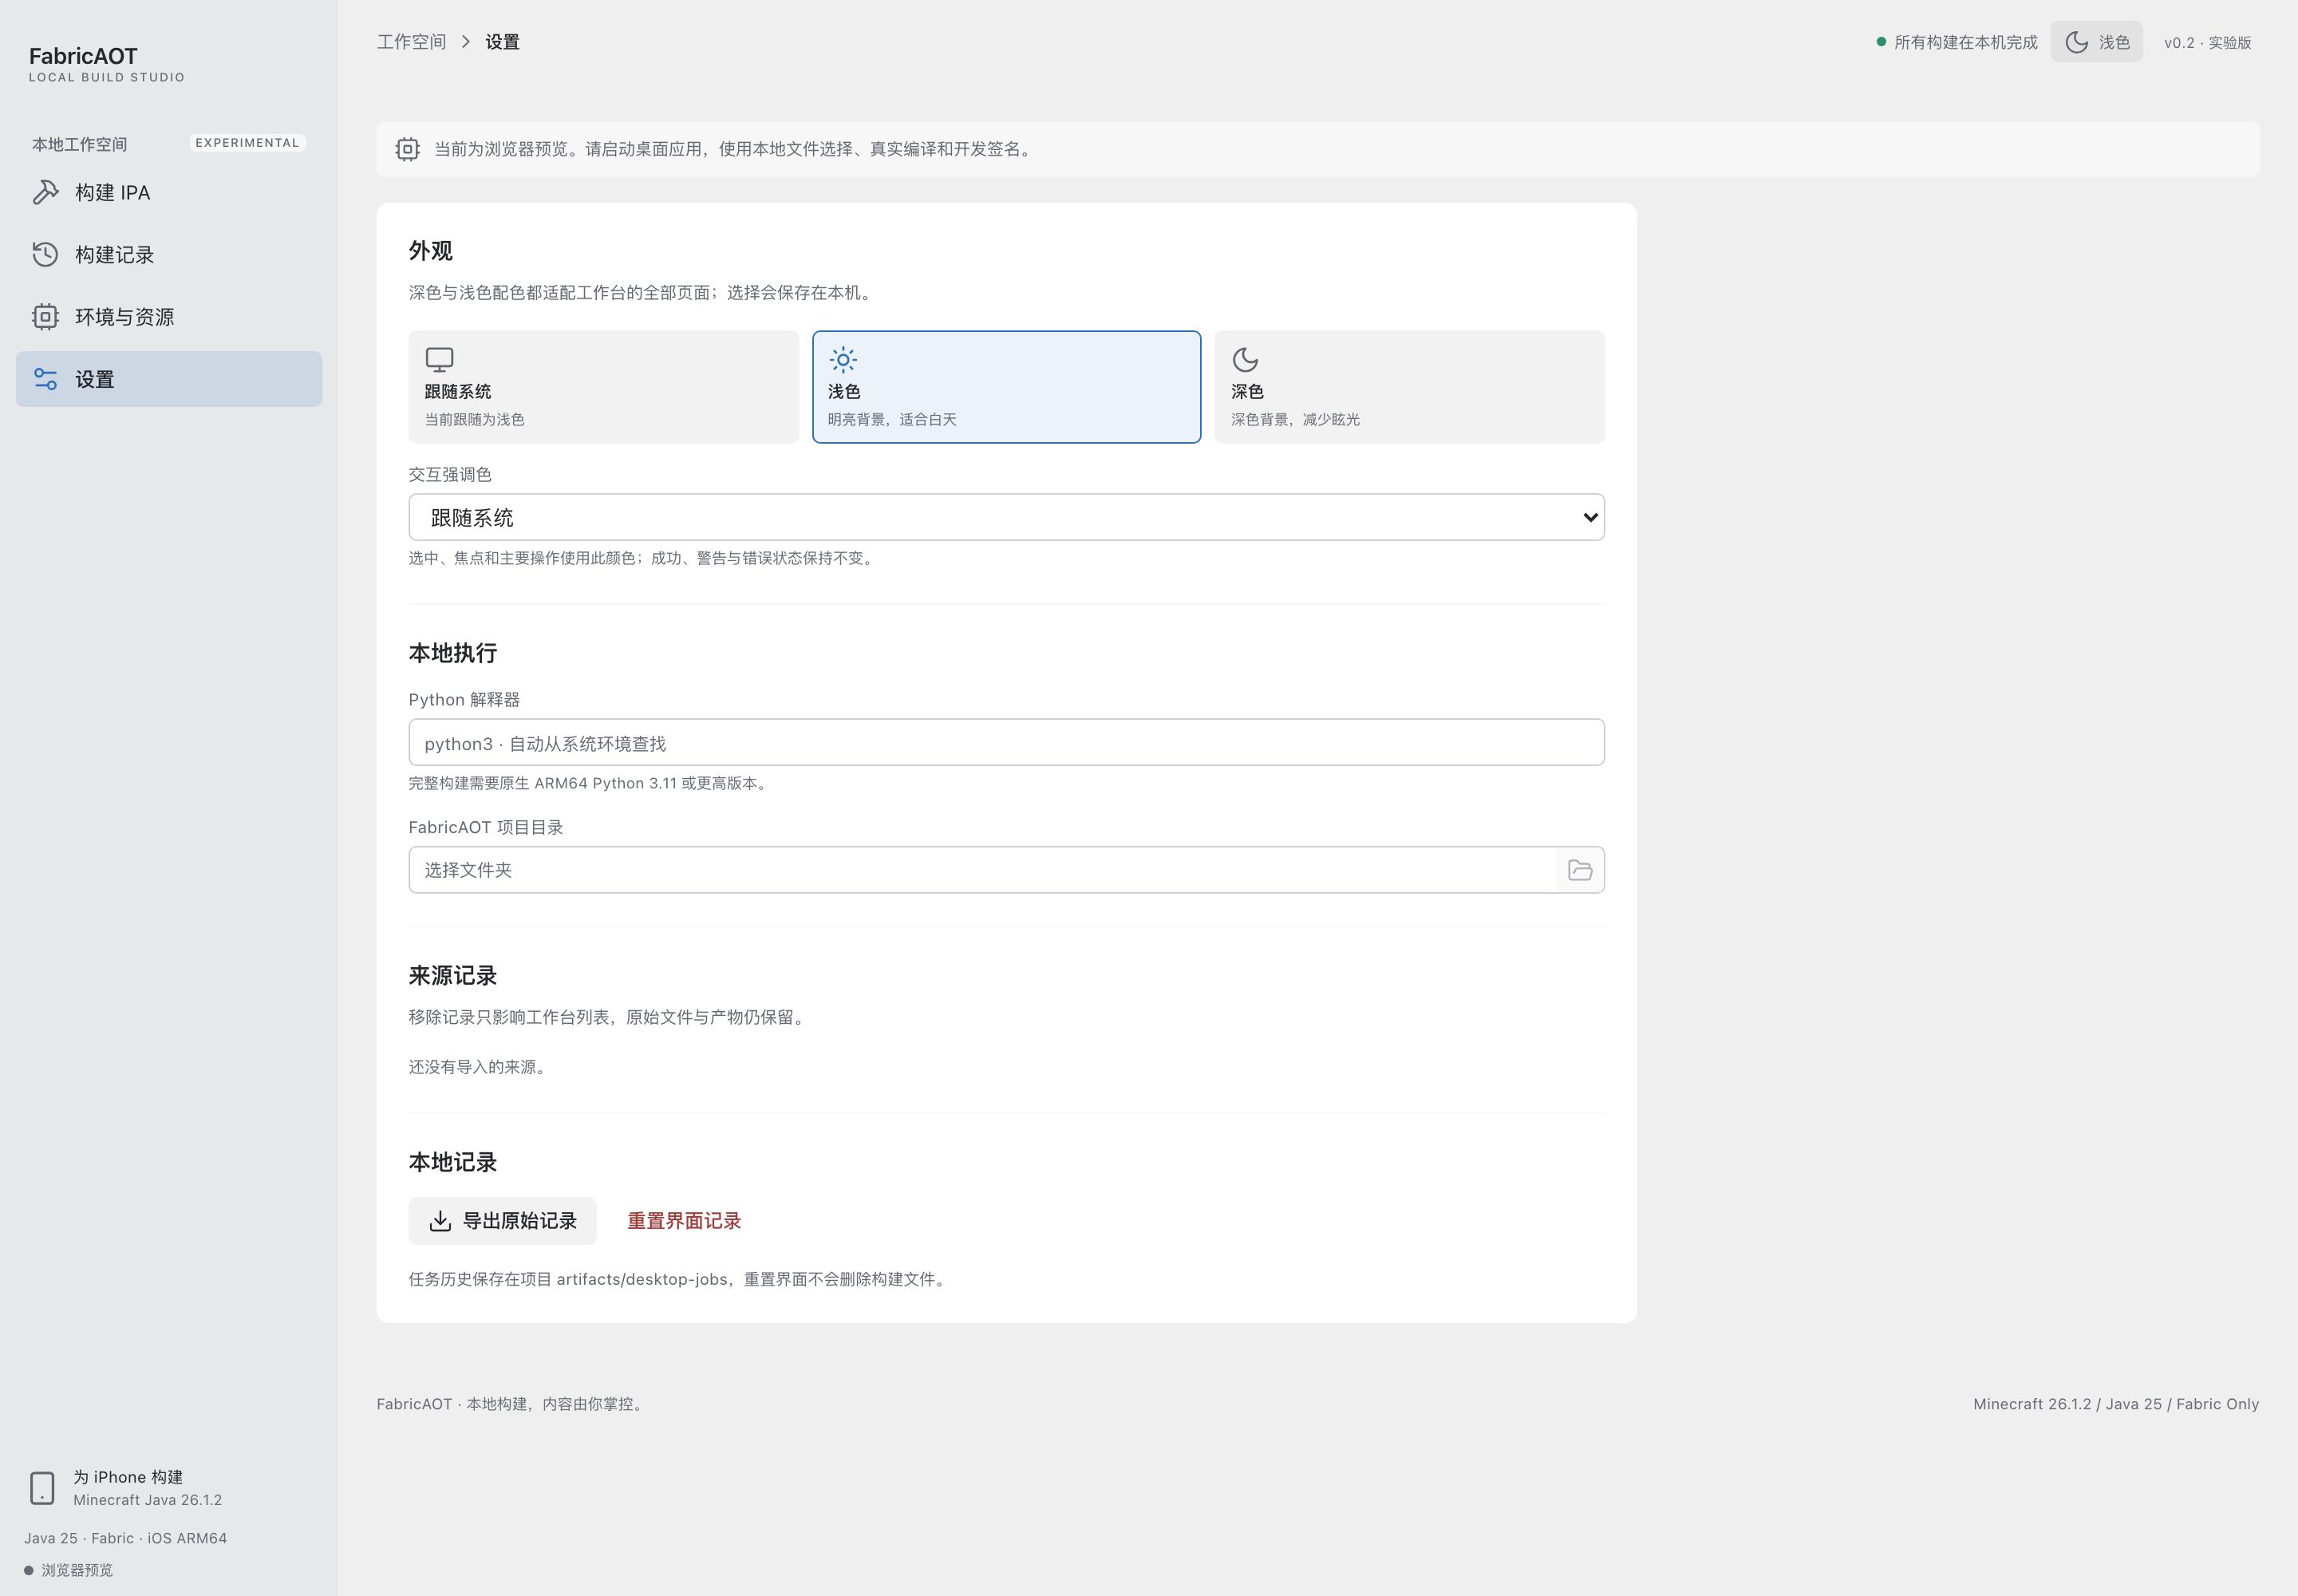 FabricAOT
LOCAL BUILD STUDIO
本地工作空间
EXPERIMENTAL
构建 IPA
构建记录
环境与资源
设置
为 iPhone 构建
Minecraft Java 26.1.2
Java 25 · Fabric · iOS ARM64
浏览器预览
工作空间
设置
所有构建在本机完成
浅色
v0.2 · 实验版
当前为浏览器预览。请启动桌面应用，使用本地文件选择、真实编译和开发签名。
外观
深色与浅色配色都适配工作台的全部页面；选择会保存在本机。
跟随系统
当前跟随为浅色
浅色
明亮背景，适合白天
深色
深色背景，减少眩光
交互强调色
跟随系统
选中、焦点和主要操作使用此颜色；成功、警告与错误状态保持不变。
本地执行
Python 解释器
python3 · 自动从系统环境查找
完整构建需要原生 ARM64 Python 3.11 或更高版本。
FabricAOT 项目目录
选择文件夹
来源记录
移除记录只影响工作台列表，原始文件与产物仍保留。
还没有导入的来源。
本地记录
导出原始记录
重置界面记录
任务历史保存在项目 artifacts/desktop-jobs，重置界面不会删除构建文件。
FabricAOT · 本地构建，内容由你掌控。
Minecraft 26.1.2 / Java 25 / Fabric Only